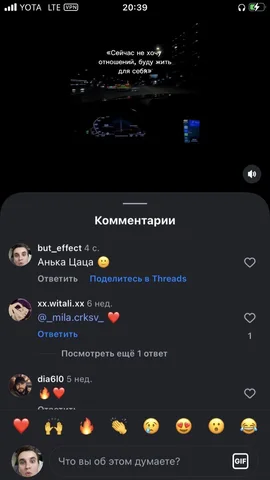 YOTA LTE VPN 20:39
«Сейчас не хочу
отношений, буду жить
для себя»
Комментарии
but_effect 4 с.
Анька Цаца 🙂
Ответить Поделитесь в Threads
xx.witali.xx 6 нед.
@_mila.crksv_ ❤️
Ответить 1
Посмотреть ещё 1 ответ
dia6l0 5 нед.
🔥❤️
Ответить
❤️ 🙌 🔥 👏 😢 😍 😮 😂
Что вы об этом думаете? GIF